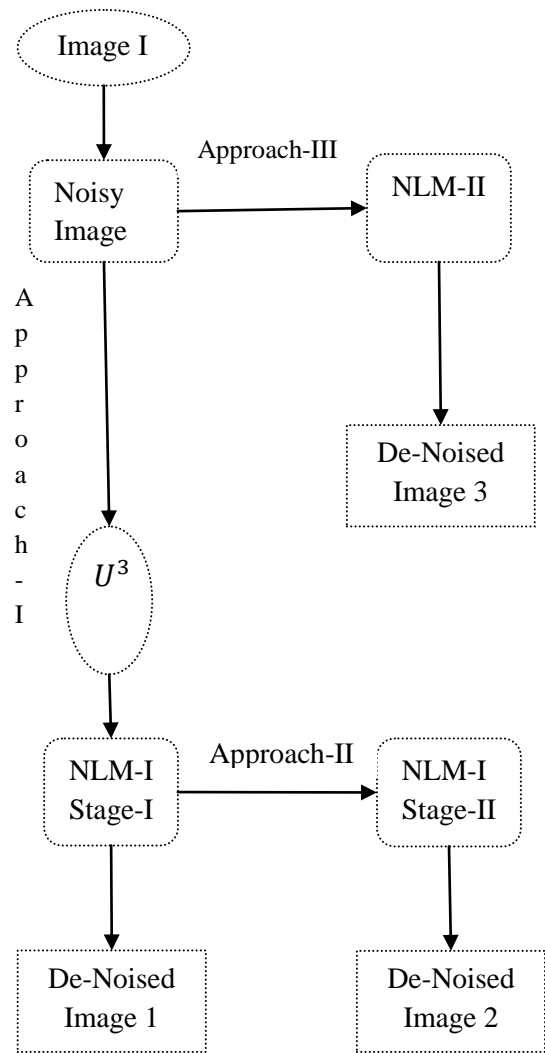 Image I
Approach-III
Noisy
Image
NLM-II
A
p
p
r
o
a
c
h
-
I
De-Noised
Image 3
U³
NLM-I
Stage-I
Approach-II
NLM-I
Stage-II
De-Noised
Image 1
De-Noised
Image 2